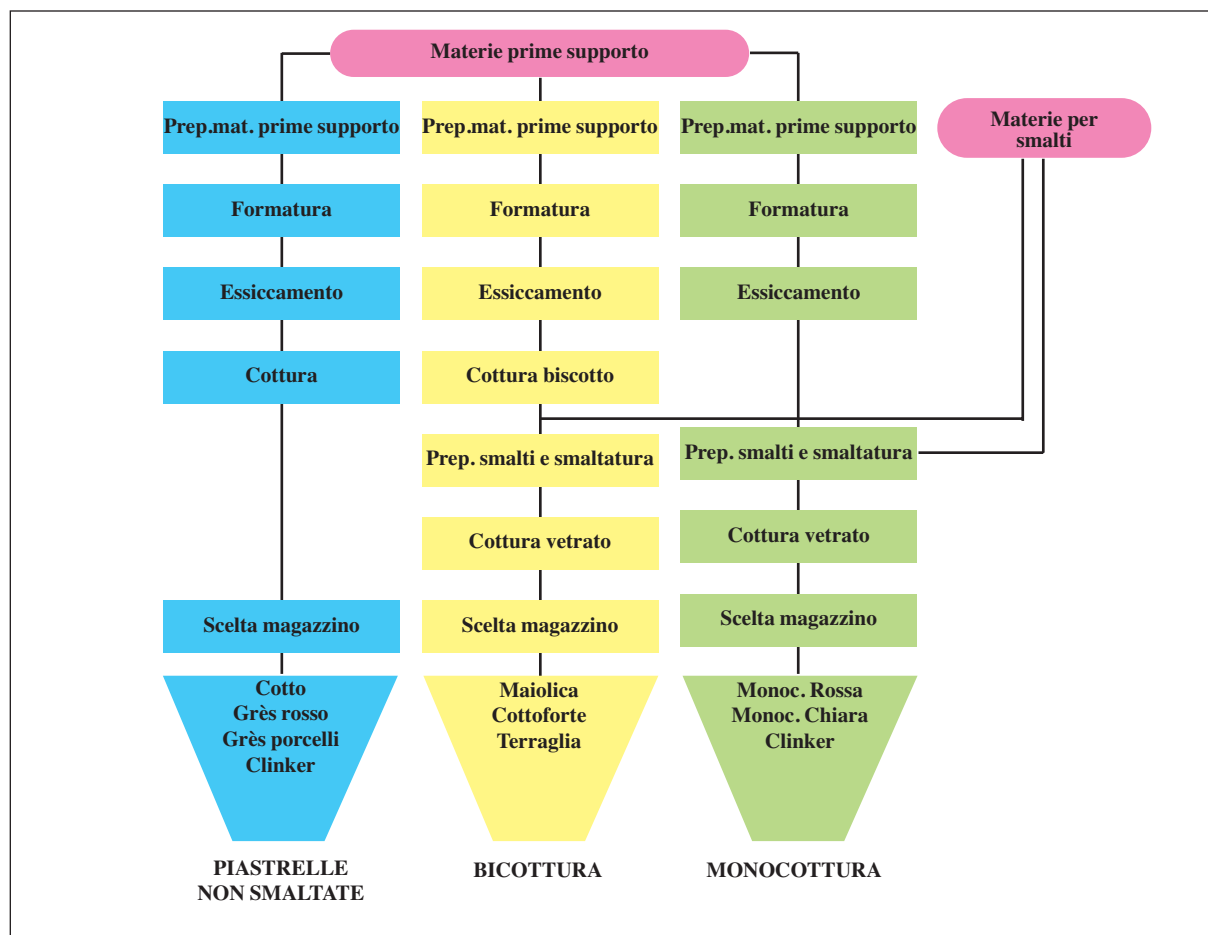 Materie prime supporto
Prep.mat. prime supporto
Prep.mat. prime supporto
Prep.mat. prime supporto
Materie per
smalti
Formatura
Formatura
Formatura
Essiccamento
Essiccamento
Essiccamento
Cottura
Cottura biscotto
Prep. smalti e smaltatura
Prep. smalti e smaltatura
Cottura vetrato
Cottura vetrato
Scelta magazzino
Scelta magazzino
Scelta magazzino
Cotto
Grès rosso
Grès porcelli
Clinker
Maiolica
Cottoforte
Terraglia
Monoc. Rossa
Monoc. Chiara
Clinker
PIASTRELLE
NON SMALTATE
BICOTTURA
MONOCOTTURA